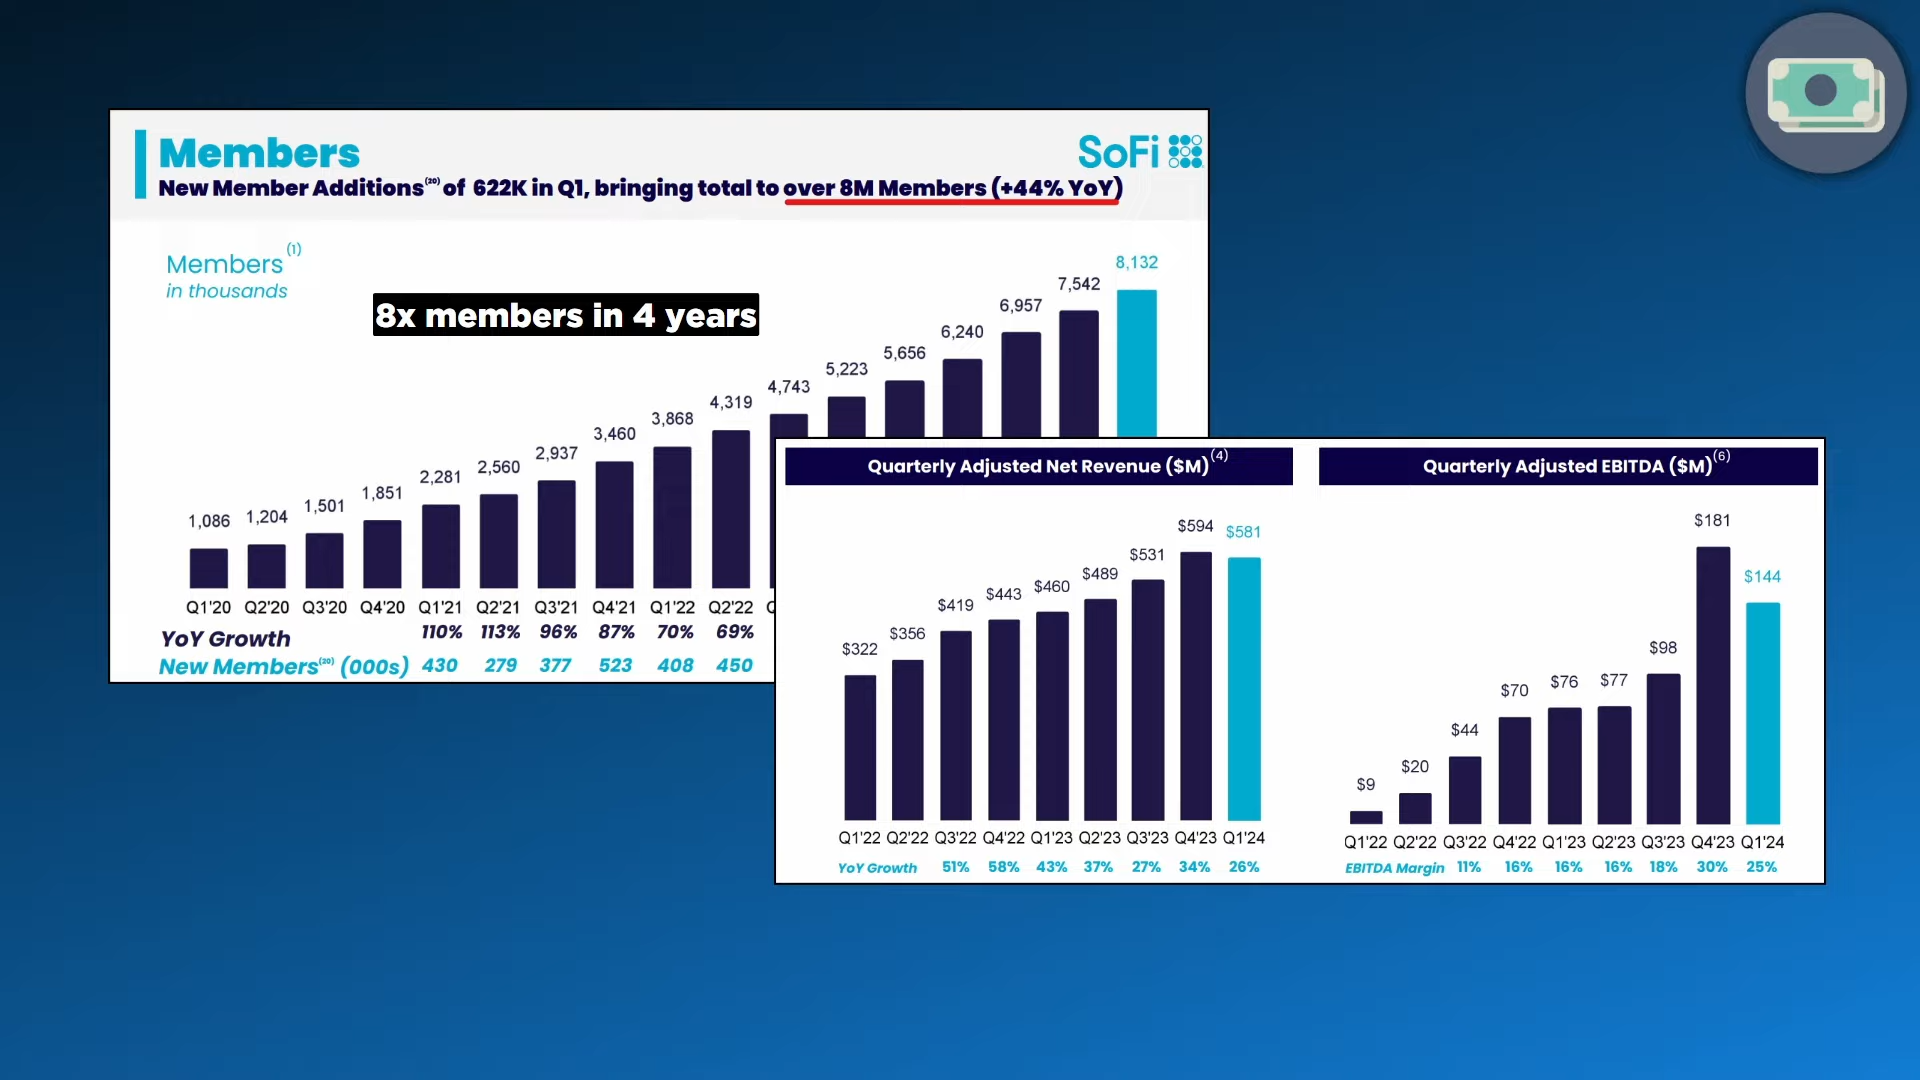 Members
SoFi
New Member Additions(20) of 622K in Q1, bringing total to over 8M Members (+44% YoY)
Members(1)
in thousands
8x members in 4 years
1,086 1,204 1,501 1,851 2,281 2,560 2,937 3,460 3,868 4,319 4,743 5,223 5,656 6,240 6,957 7,542 8,132
Q1'20 Q2'20 Q3'20 Q4'20 Q1'21 Q2'21 Q3'21 Q4'21 Q1'22 Q2'22
YoY Growth 110% 113% 96% 87% 70% 69%
New Members(20) (000s) 430 279 377 523 408 450
Quarterly Adjusted Net Revenue ($M)(4)
$322 $356 $419 $443 $460 $489 $531 $594 $581
Q1'22 Q2'22 Q3'22 Q4'22 Q1'23 Q2'23 Q3'23 Q4'23 Q1'24
YoY Growth 51% 58% 43% 37% 27% 34% 26%
Quarterly Adjusted EBITDA ($M)(6)
$9 $20 $44 $70 $76 $77 $98 $181 $144
Q1'22 Q2'22 Q3'22 Q4'22 Q1'23 Q2'23 Q3'23 Q4'23 Q1'24
EBITDA Margin 11% 16% 16% 16% 18% 30% 25%